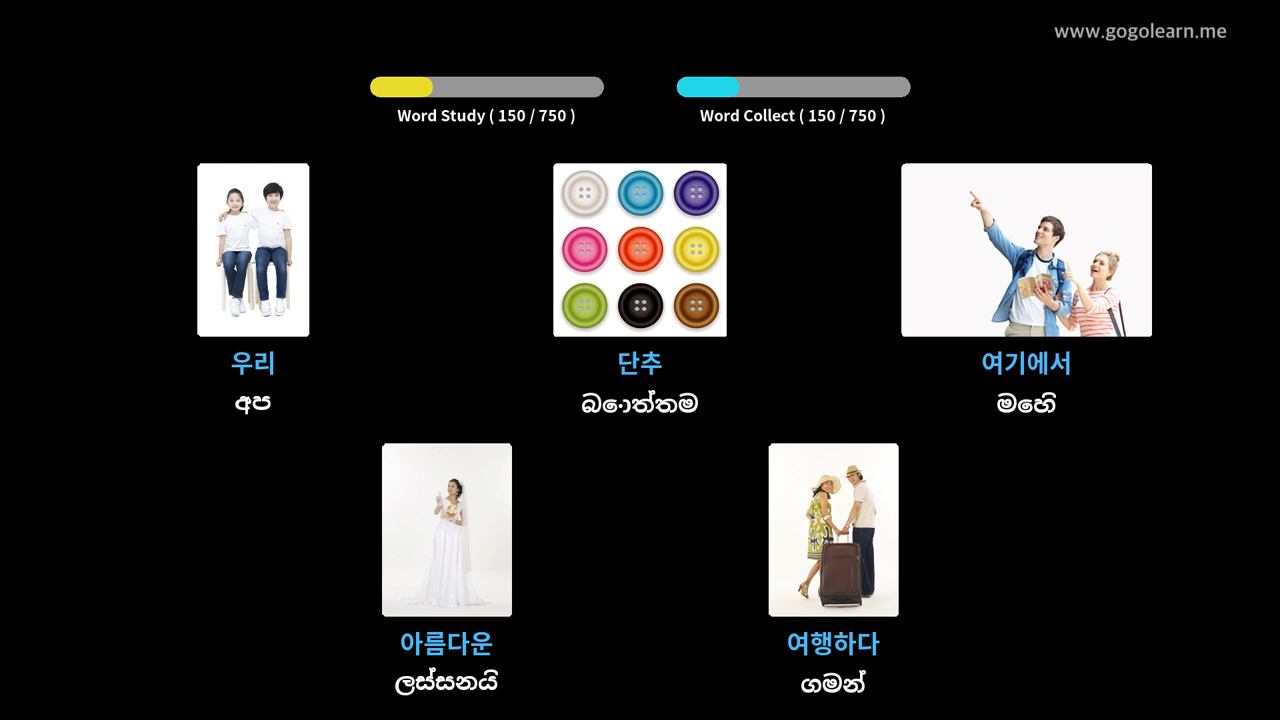 www.gogolearn.me
Word Study ( 150 / 750 )
Word Collect ( 150 / 750 )
우리
단추
여기에서
අප
බොත්තම
මෙහි
아름다운
여행하다
ලස්සනයි
ගමන්